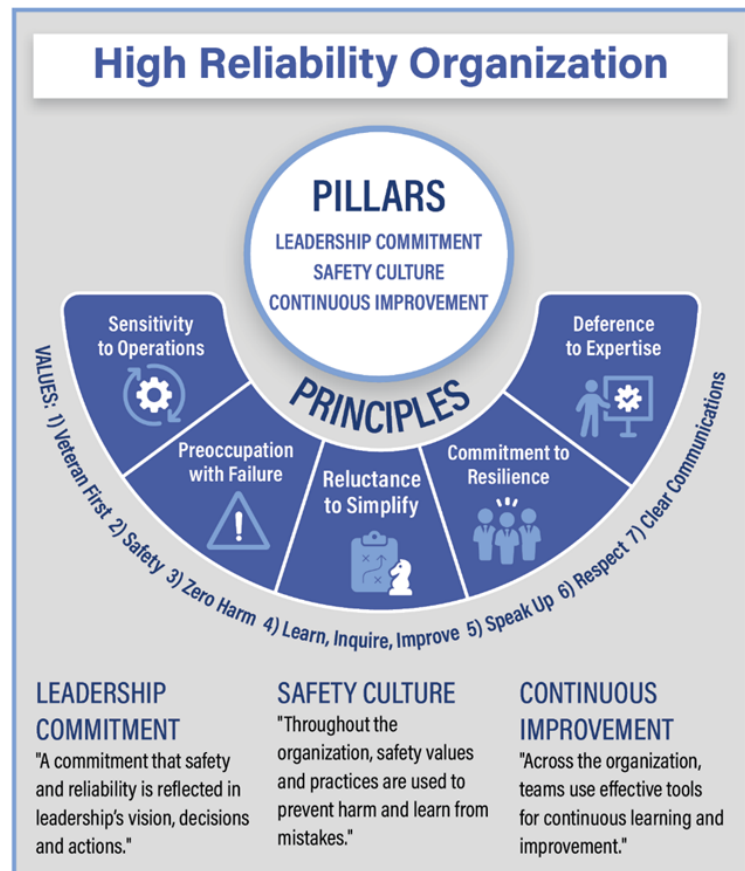 High Reliability Organization
PILLARS
LEADERSHIP COMMITMENT
SAFETY CULTURE
CONTINUOUS IMPROVEMENT
PRINCIPLES
Sensitivity
to Operations
Preoccupation
with Failure
Reluctance
to Simplify
Commitment to
Resilience
Deference
to Expertise
VALUES: 1) Veteran First 2) Safety 3) Zero Harm 4) Learn, Inquire, Improve 5) Speak Up 6) Respect 7) Clear Communications
LEADERSHIP
COMMITMENT
"A commitment that safety
and reliability is reflected in
leadership's vision, decisions
and actions."
SAFETY CULTURE
"Throughout the
organization, safety values
and practices are used to
prevent harm and learn from
mistakes."
CONTINUOUS
IMPROVEMENT
"Across the organization,
teams use effective tools
for continuous learning and
improvement."